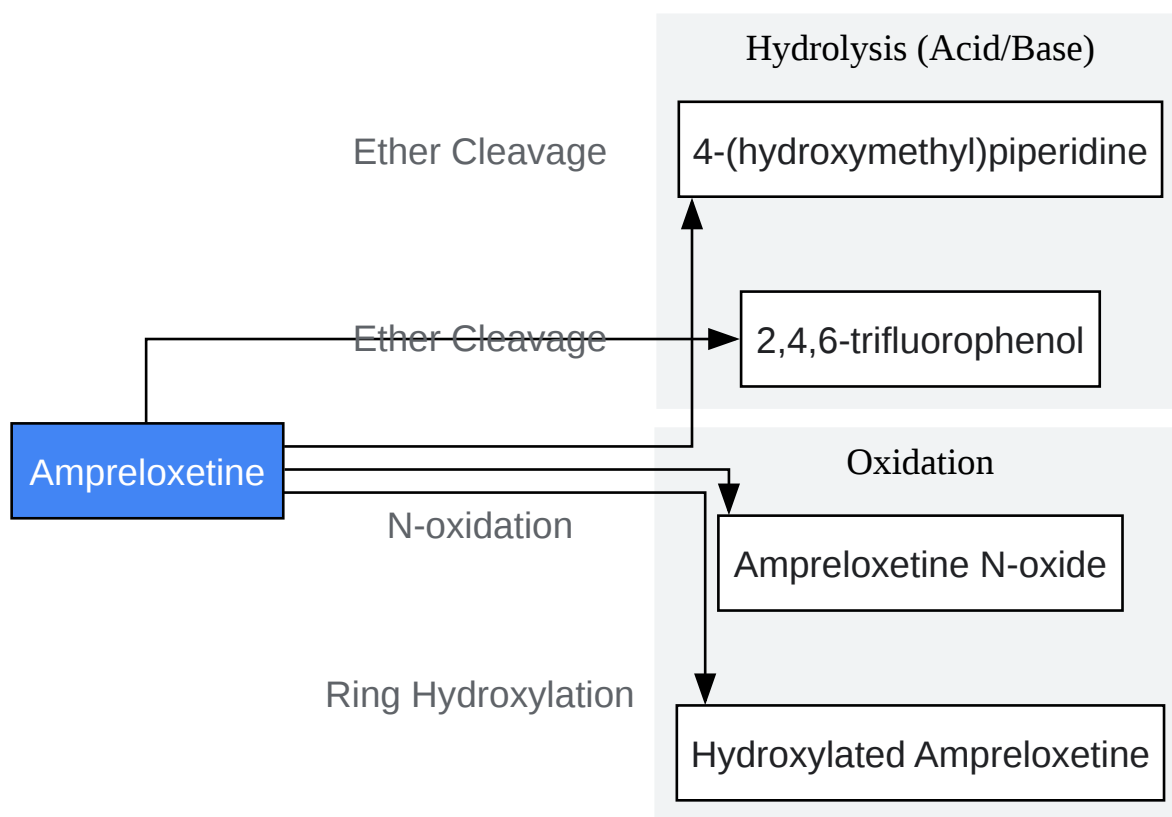 Hydrolysis (Acid/Base)
Ether Cleavage
4-(hydroxymethyl)piperidine
Ether Cleavage
2,4,6-trifluorophenol
Ampreloxetine
Oxidation
N-oxidation
Ampreloxetine N-oxide
Ring Hydroxylation
Hydroxylated Ampreloxetine